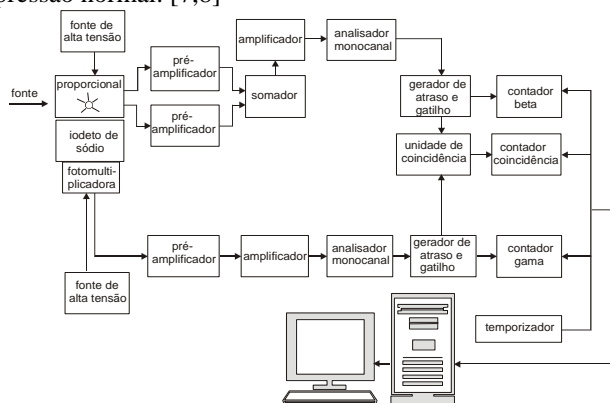 pressão normal. [7,8]
fonte de
alta tensão
fonte
proporcional
iodeto de
sódio
fotomulti-
plicadora
fonte de
alta tensão
pré-
amplificador
pré-
amplificador
somador
amplificador
analisador
monocanal
gerador de
atraso e
gatilho
contador
beta
unidade de
coincidência
contador
coincidência
pré-
amplificador
amplificador
analisador
monocanal
gerador de
atraso e
gatilho
contador
gama
temporizador